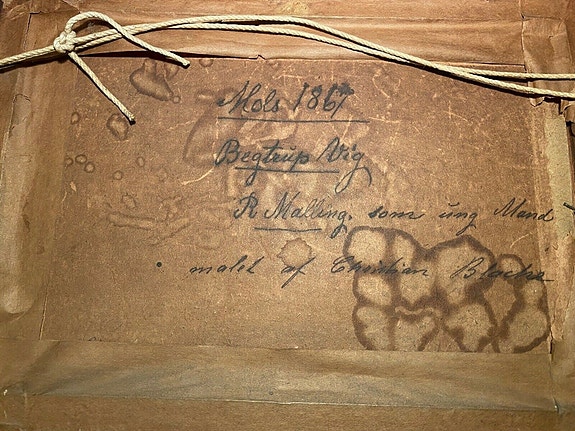 Mols 1867
Begtrup Vig
R Malling, som ung Mand
malet af Christian Blache